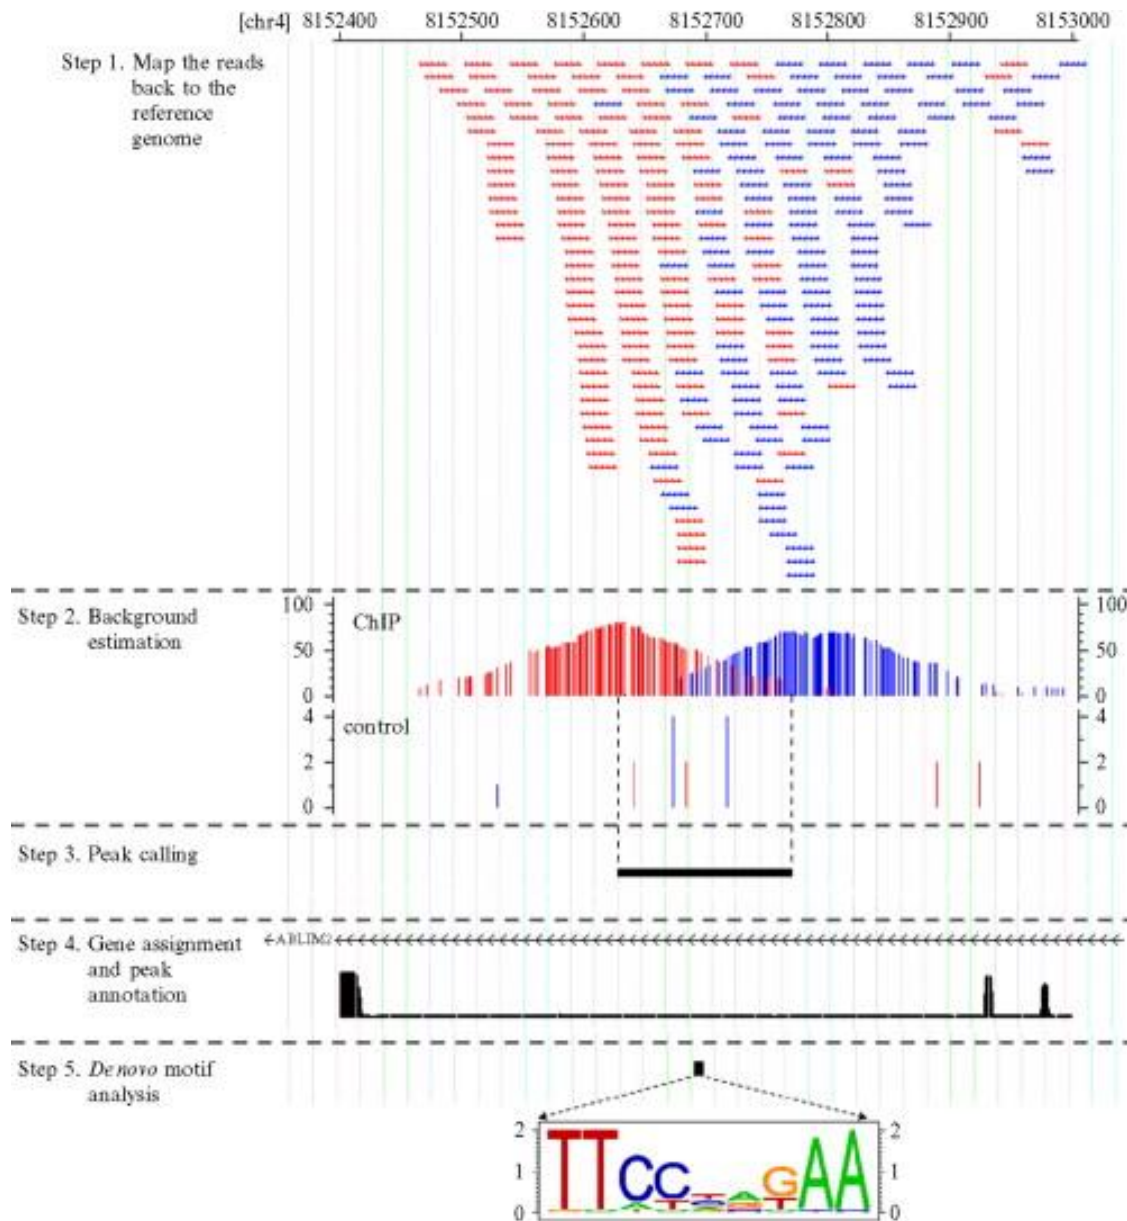 [chr4] 8152400 8152500 8152600 8152700 8152800 8152900 8153000
Step 1. Map the reads
back to the
reference
genome
Step 2. Background
estimation
100
50
0
ChIP
100
50
0
4
2
0
control
4
2
0
Step 3. Peak calling
Step 4. Gene assignment
and peak
annotation
ABLIM2
Step 5. De novo motif
analysis
2
1
0
TTCC GAA
2
1
0